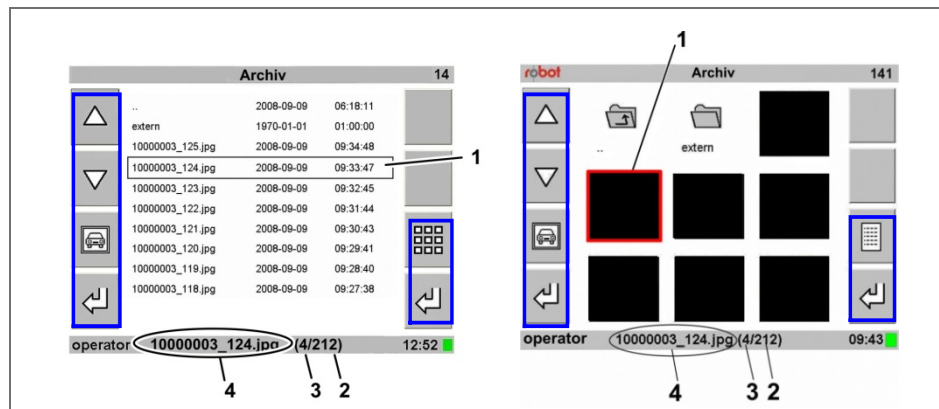 Archiv 14
.. 2008-09-09 06:18:11
extern 1970-01-01 01:00:00
10000003_125.jpg 2008-09-09 09:34:48
10000003_124.jpg 2008-09-09 09:33:47
10000003_123.jpg 2008-09-09 09:32:45
10000003_122.jpg 2008-09-09 09:31:44
10000003_121.jpg 2008-09-09 09:30:43
10000003_120.jpg 2008-09-09 09:29:41
10000003_119.jpg 2008-09-09 09:28:40
10000003_118.jpg 2008-09-09 09:27:38
1
operator 10000003_124.jpg (4/212) 12:52
4 3 2
1
robot Archiv 141
.. extern
operator 10000003_124.jpg (4/212) 09:43
4 3 2